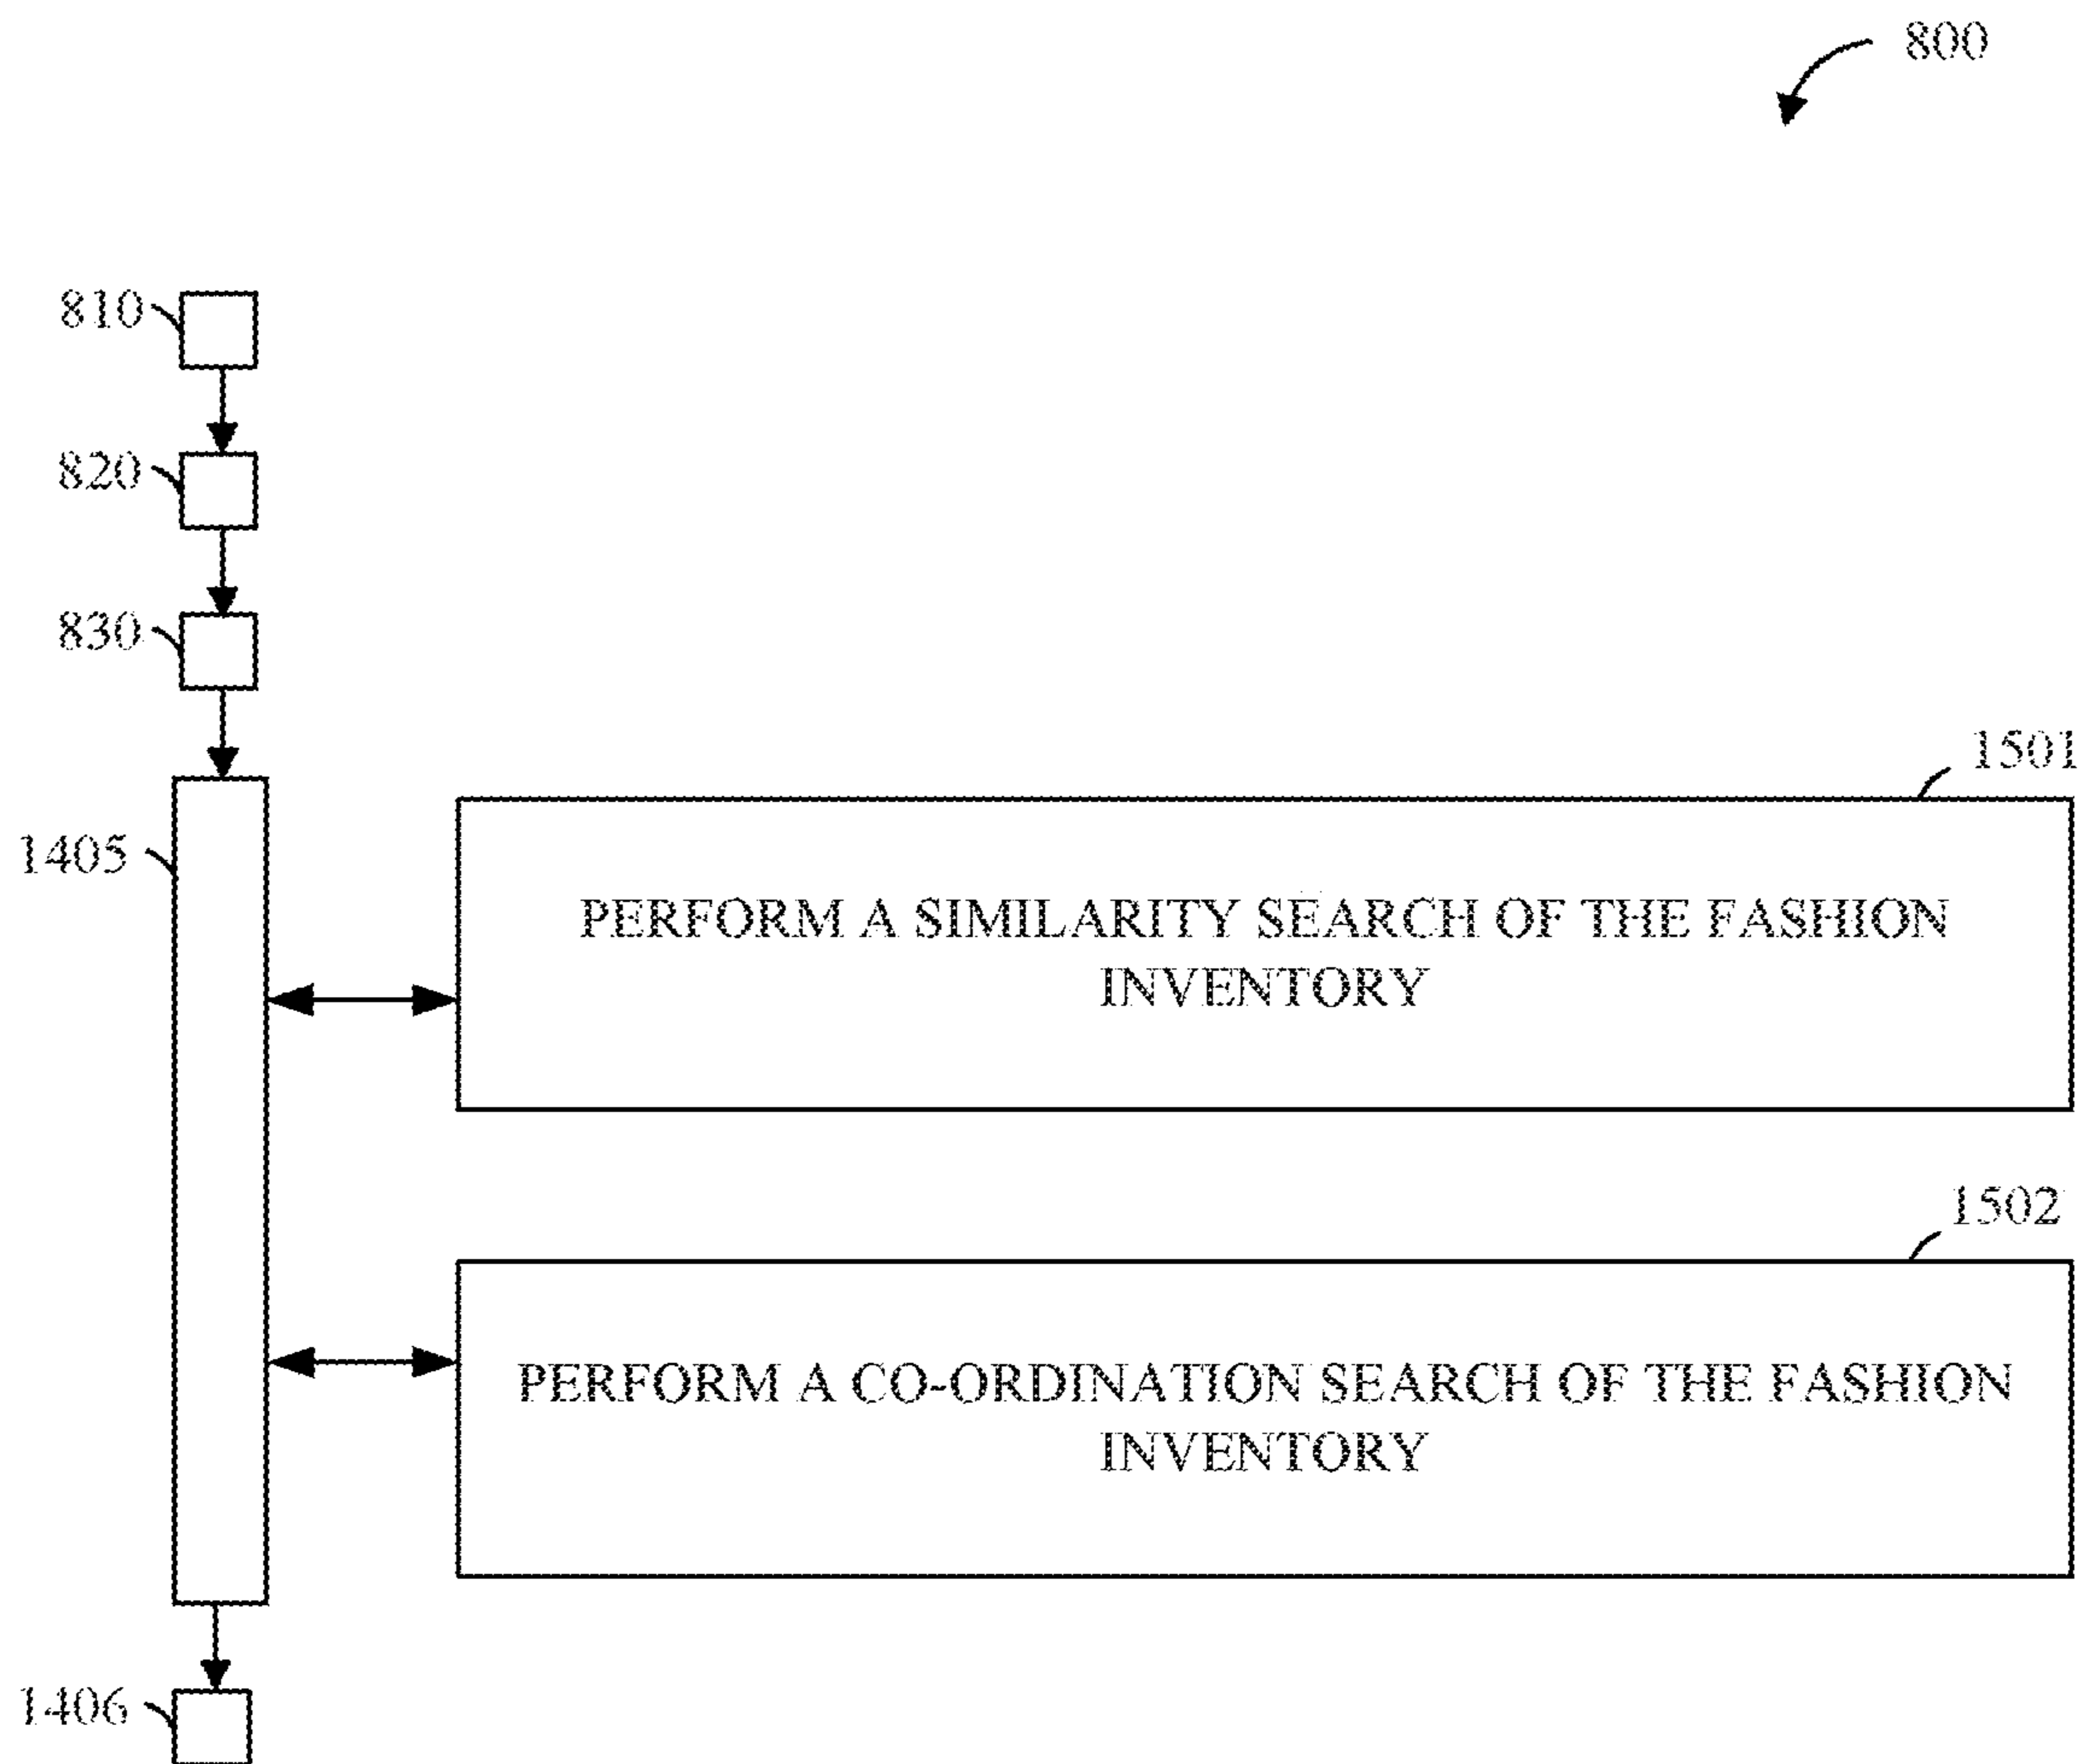 800
810
820
830
1501
1405
PERFORM A SIMILARITY SEARCH OF THE FASHION
INVENTORY
1502
PERFORM A CO-ORDINATION SEARCH OF THE FASHION
INVENTORY
1406